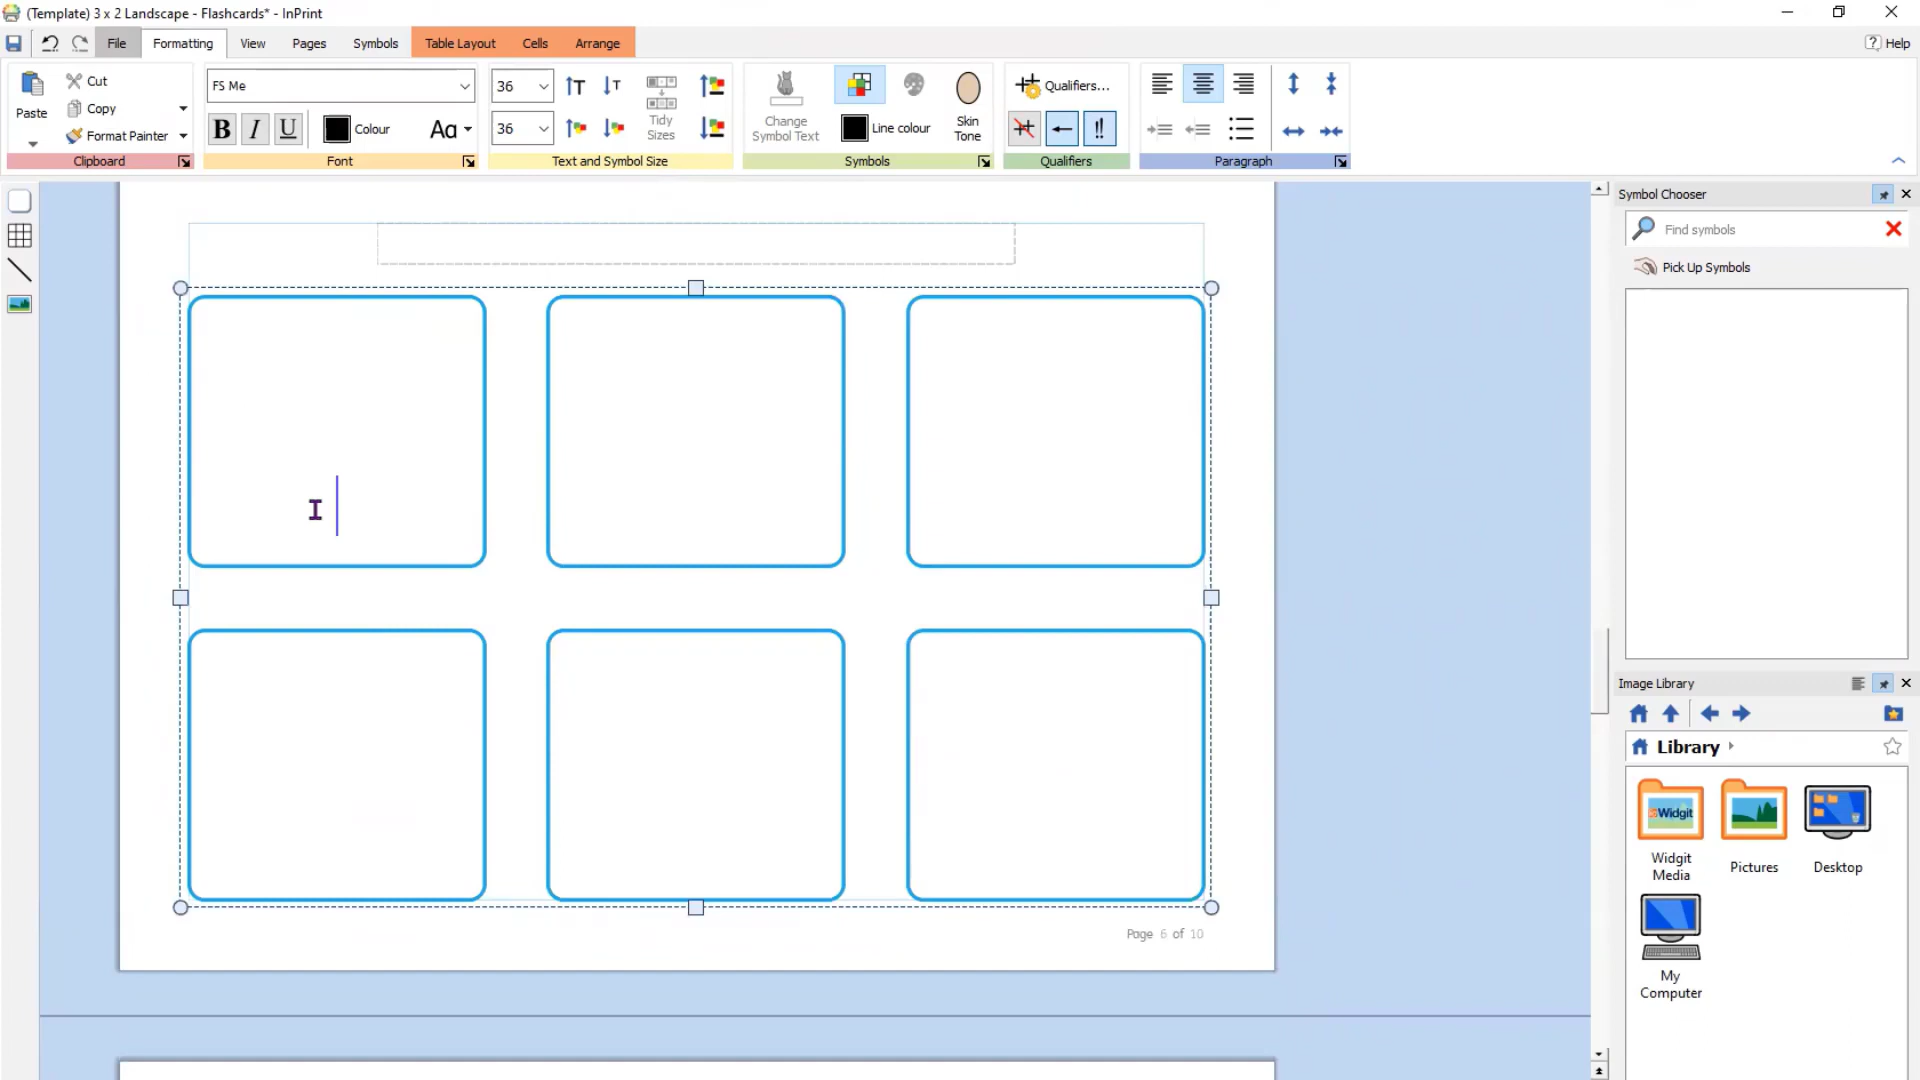 (Template) 3 x 2 Landscape - Flashcards* - InPrint
File Formatting View Pages Symbols Table Layout Cells Arrange Help
Paste
Cut
Copy
Format Painter
Clipboard
FS Me
B I U Colour Aa
Font
36
36
Tidy
Sizes
Text and Symbol Size
Change
Symbol Text
Line colour
Skin
Tone
Symbols
Qualifiers...
Qualifiers
Paragraph
Page 6 of 10
Symbol Chooser
Find symbols
Pick Up Symbols
Image Library
Library
Widgit
Widgit
Media
Pictures
Desktop
My
Computer